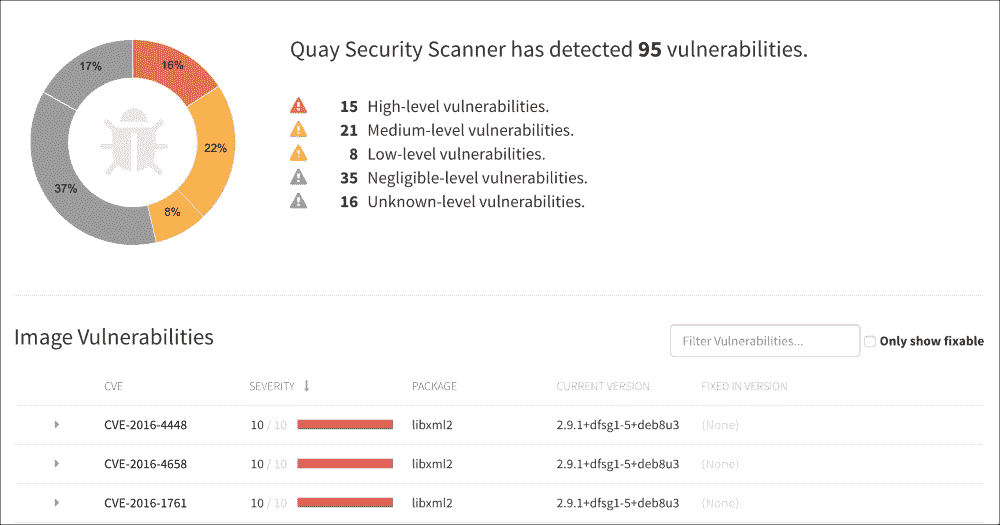 Quay Security Scanner has detected 95 vulnerabilities.
16%
22%
8%
37%
17%
15 High-level vulnerabilities.
21 Medium-level vulnerabilities.
8 Low-level vulnerabilities.
35 Negligible-level vulnerabilities.
16 Unknown-level vulnerabilities.
Image Vulnerabilities
Filter Vulnerabilities...
Only show fixable
CVE SEVERITY ↓ PACKAGE CURRENT VERSION FIXED IN VERSION
CVE-2016-4448 10 / 10 libxml2 2.9.1+dfsg1-5+deb8u3 (None)
CVE-2016-4658 10 / 10 libxml2 2.9.1+dfsg1-5+deb8u3 (None)
CVE-2016-1761 10 / 10 libxml2 2.9.1+dfsg1-5+deb8u3 (None)